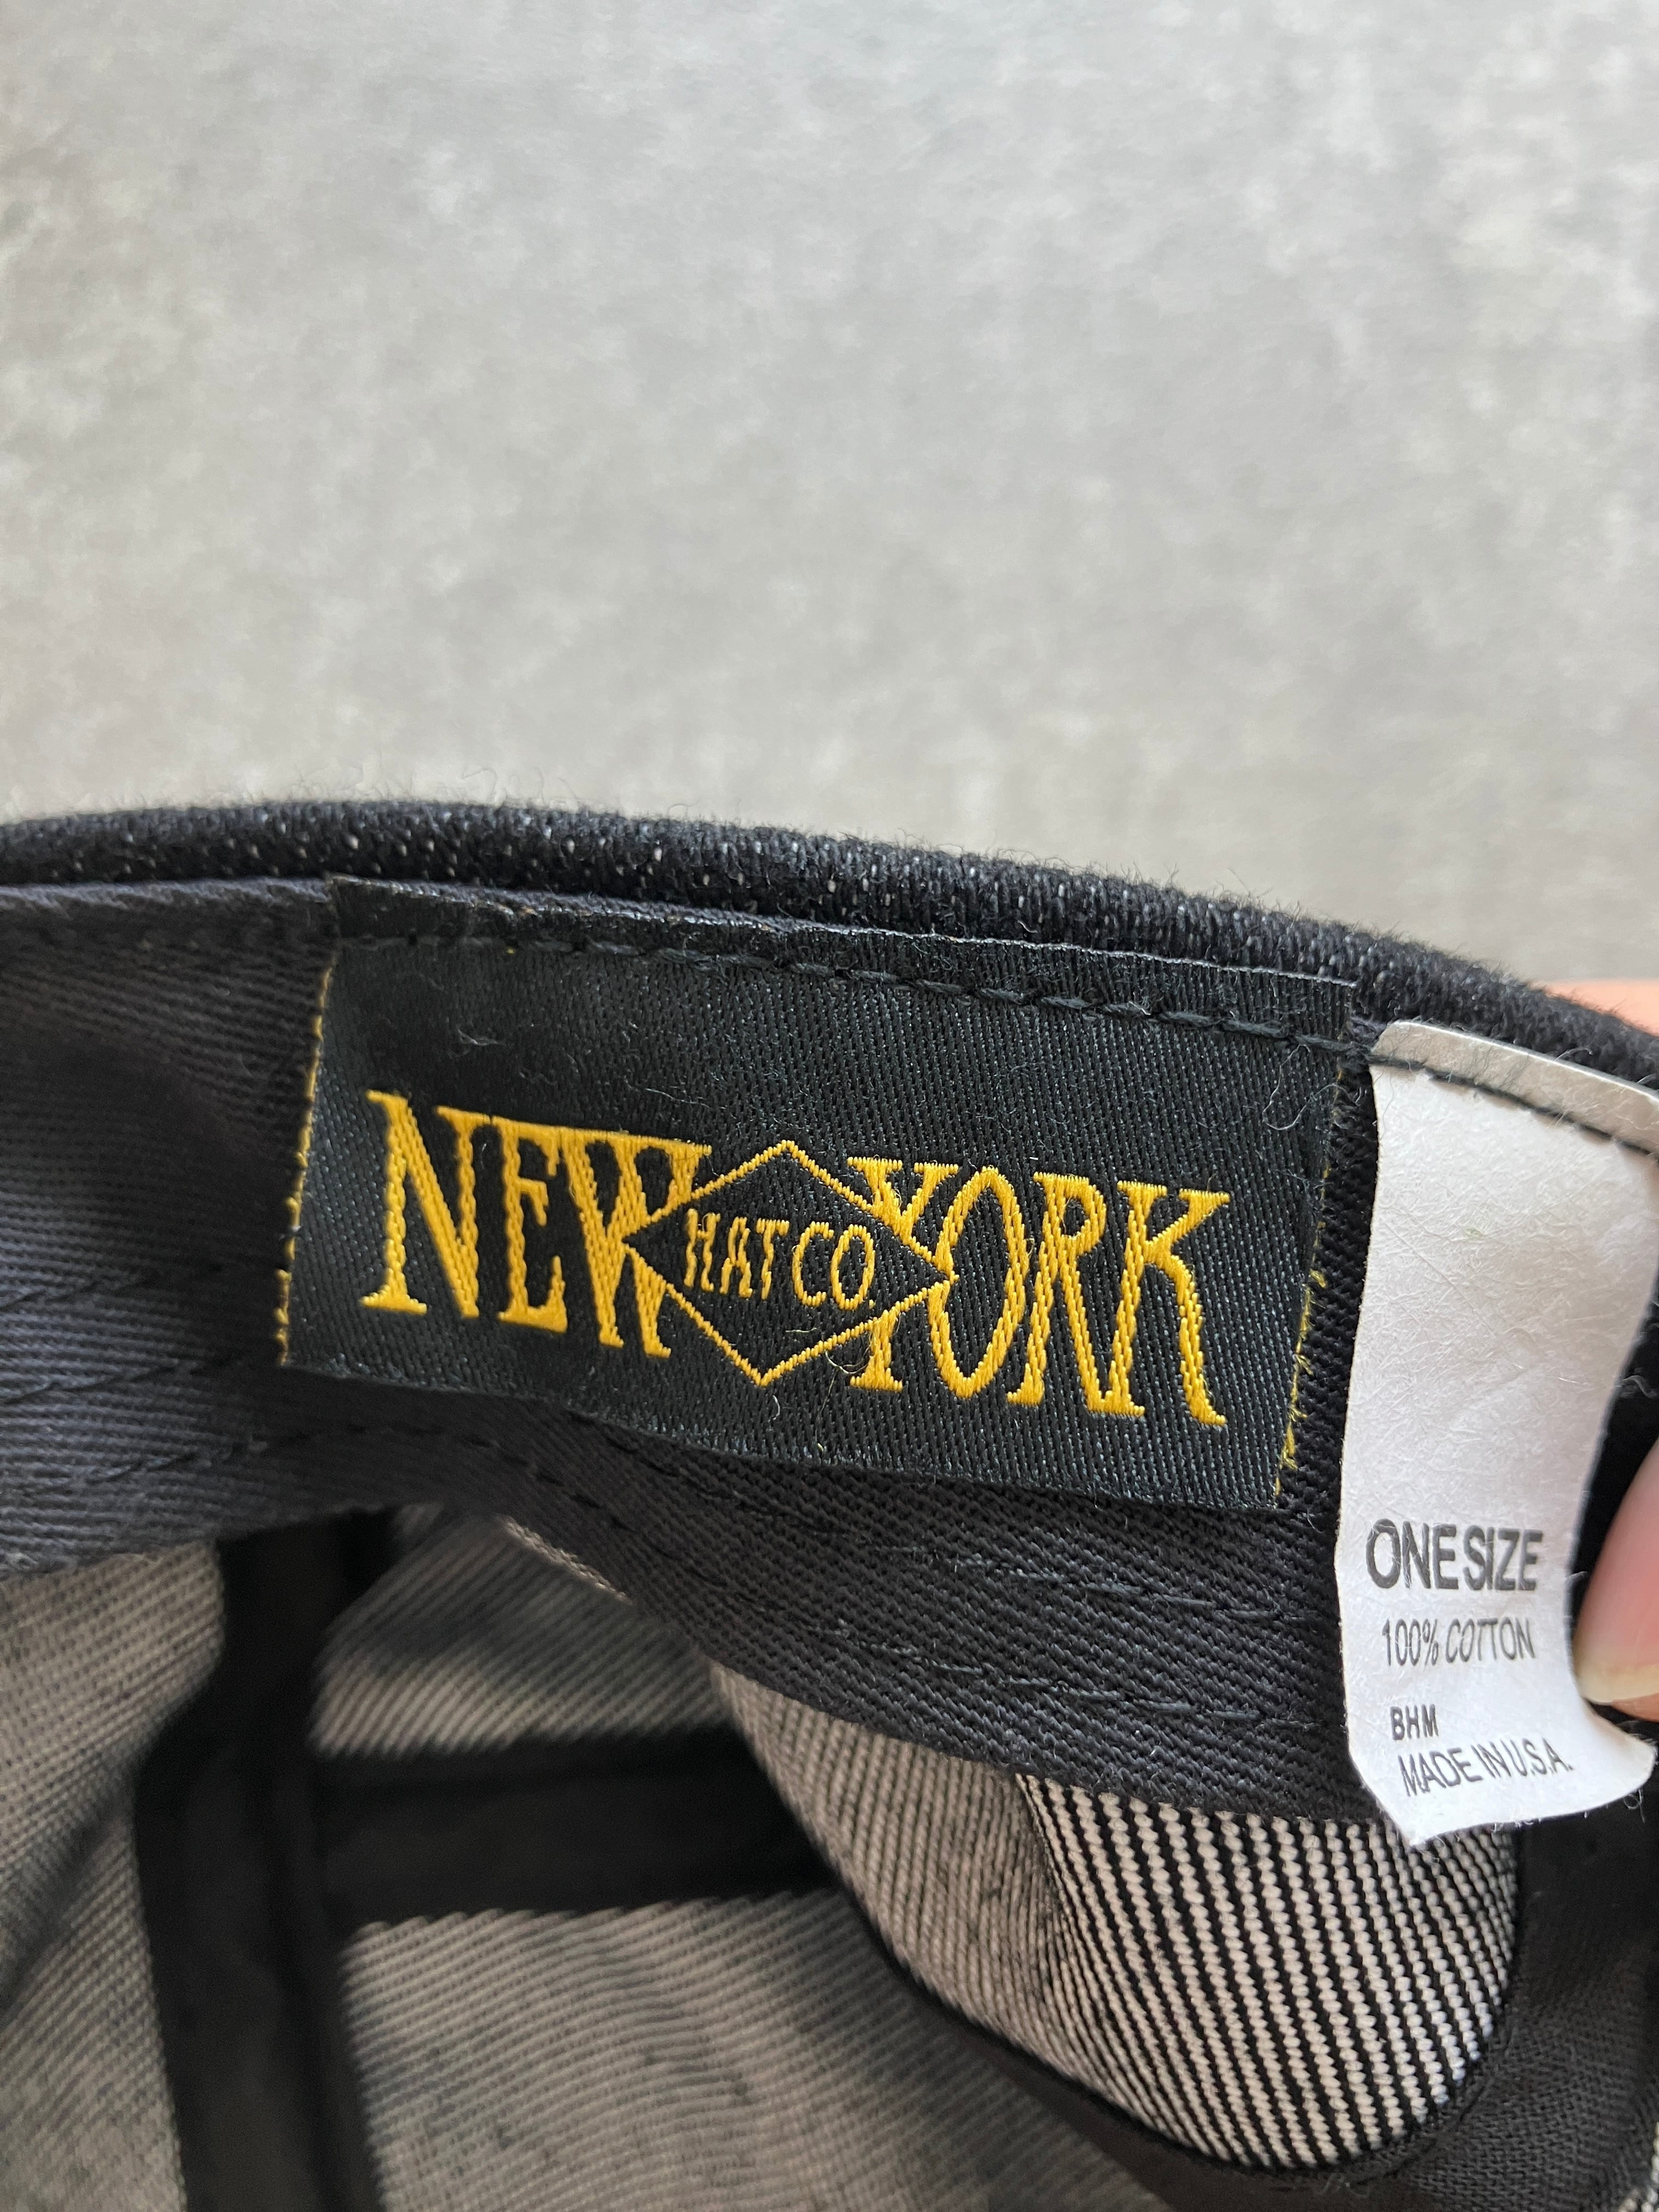 NEW YORK
HAT CO.
ONE SIZE
100% COTTON
BHM
MADE IN U.S.A.